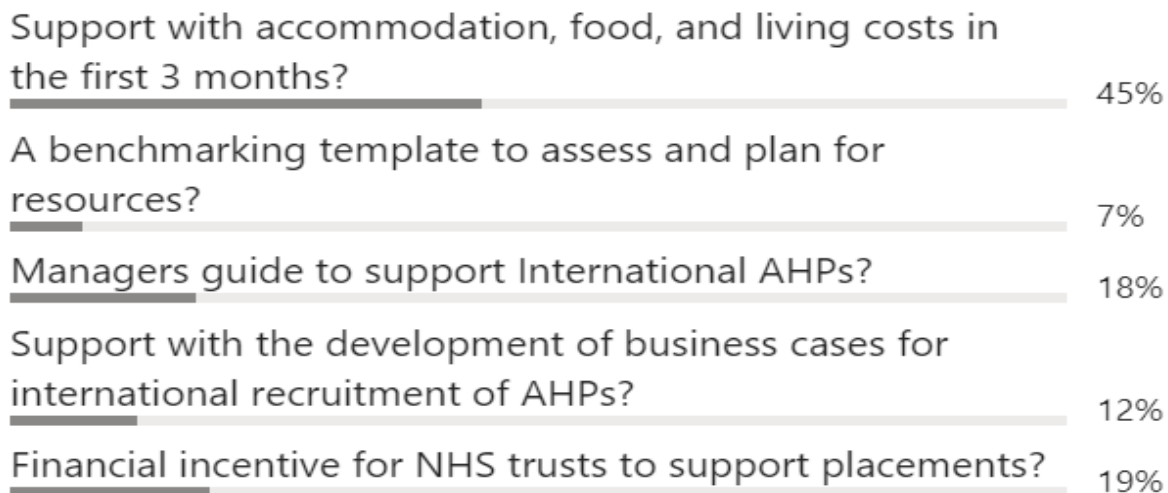 Support with accommodation, food, and living costs in
the first 3 months?
45%
A benchmarking template to assess and plan for
resources?
7%
Managers guide to support International AHPs?
18%
Support with the development of business cases for
international recruitment of AHPs?
12%
Financial incentive for NHS trusts to support placements?
19%